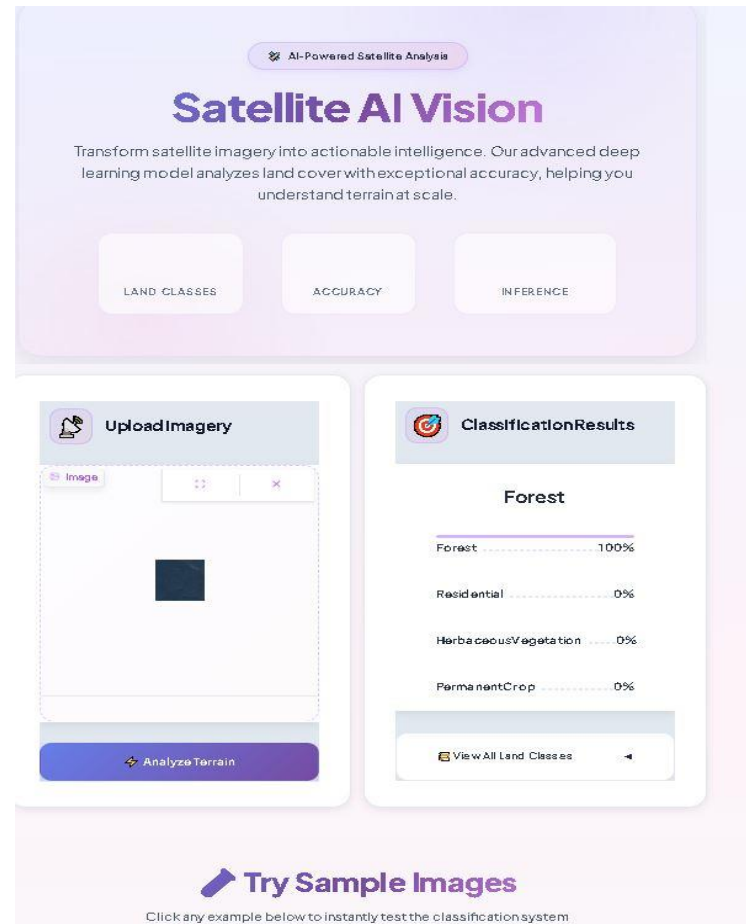 AI-Powered Satellite Analysis
Satellite AI Vision
Transform satellite imagery into actionable intelligence. Our advanced deep
learning model analyzes land cover with exceptional accuracy, helping you
understand terrain at scale.
LAND CLASSES
ACCURACY
INFERENCE
Upload Imagery
Image
Analyze Terrain
Classification Results
Forest
Forest 100%
Residential 0%
HerbaceousVegetation 0%
PermanentCrop 0%
View All Land Classes
Try Sample Images
Click any example below to instantly test the classification system